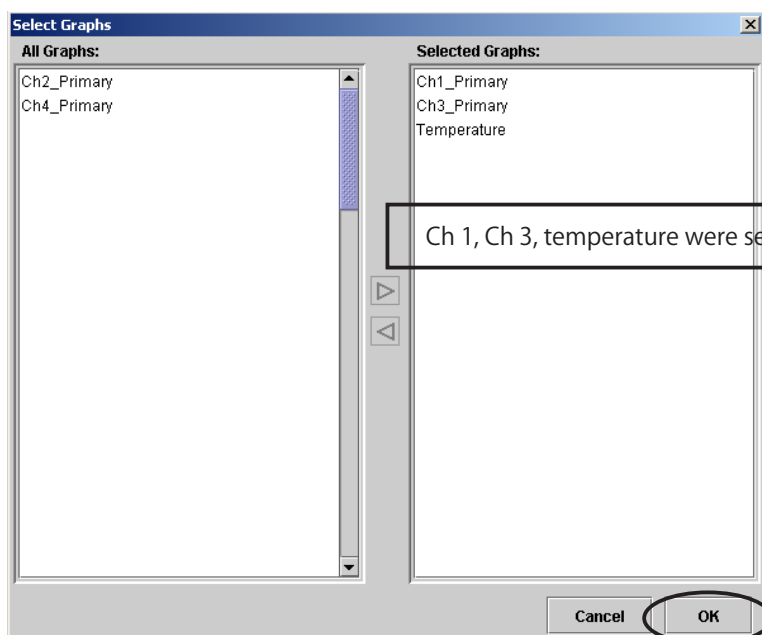 Select Graphs
All Graphs:
Selected Graphs:
Ch2_Primary
Ch4_Primary
Ch1_Primary
Ch3_Primary
Temperature
Ch 1, Ch 3, temperature were se
Cancel
OK